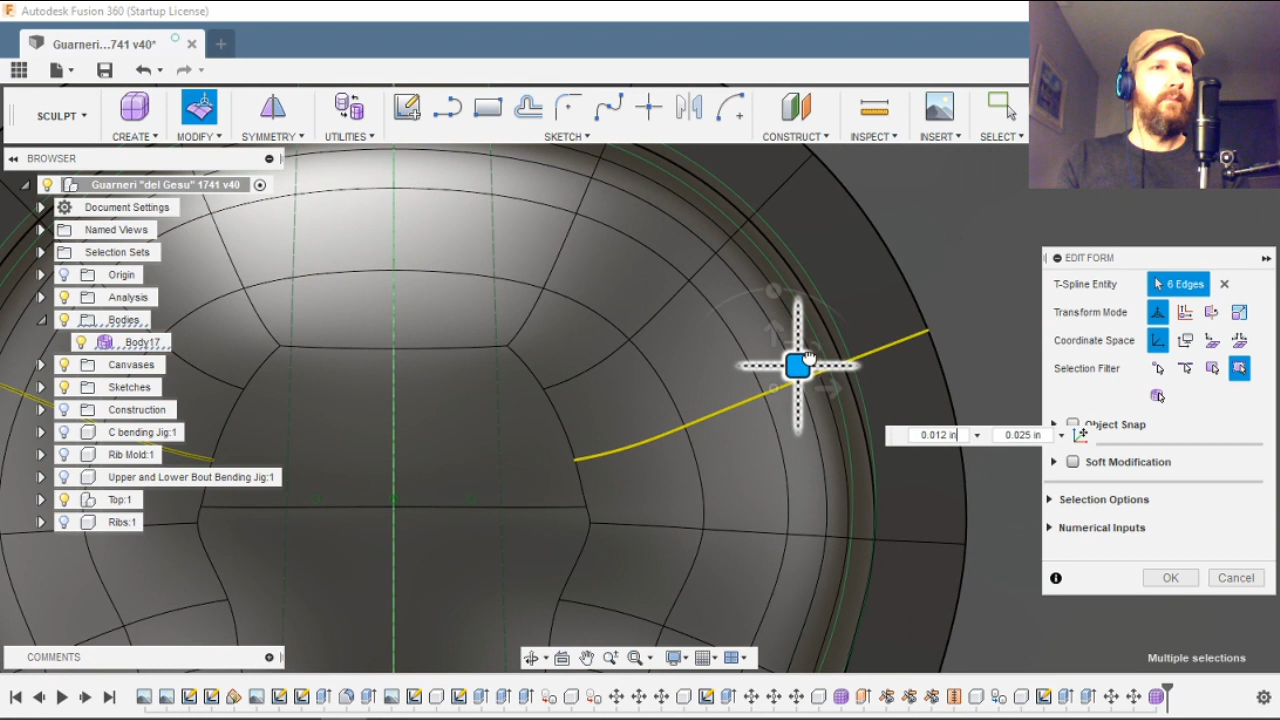 Autodesk Fusion 360 (Startup License)
Guarneri...741 v40*
SCULPT
CREATE
MODIFY
SYMMETRY
UTILITIES
SKETCH
CONSTRUCT
INSPECT
INSERT
SELECT
BROWSER
Guarneri "del Gesu" 1741 v40
Document Settings
Named Views
Selection Sets
Origin
Analysis
Bodies
Body17
Canvases
Sketches
Construction
C bending Jig:1
Rib Mold:1
Upper and Lower Bout Bending Jig:1
Top:1
Ribs:1
0.012 in
0.025 in
EDIT FORM
T-Spline Entity
6 Edges
Transform Mode
Coordinate Space
Selection Filter
Object Snap
Soft Modification
Selection Options
Numerical Inputs
OK
Cancel
COMMENTS
Multiple selections